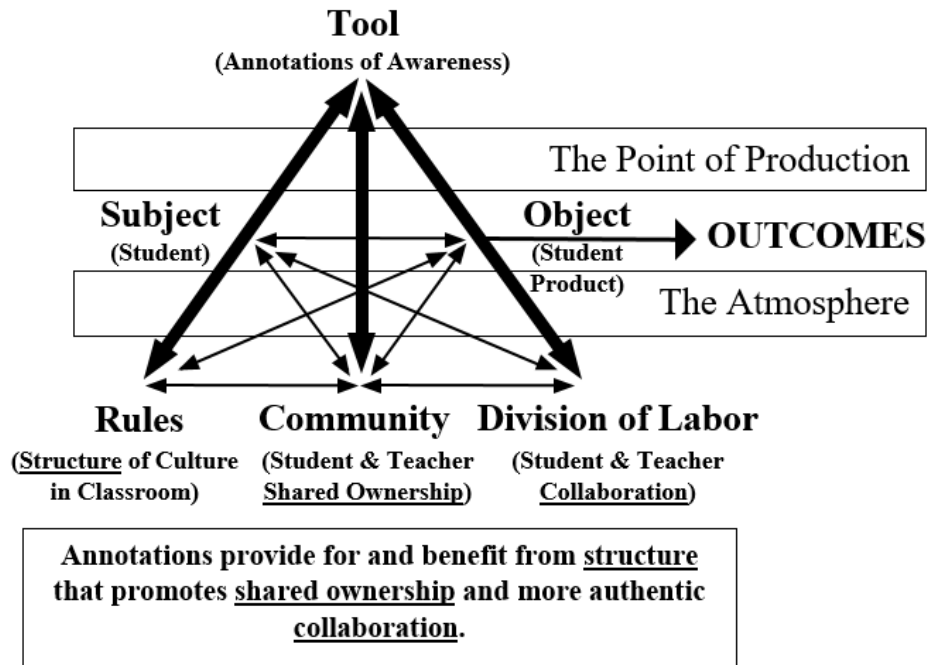 Tool
(Annotations of Awareness)
The Point of Production
Subject
(Student)
Object
(Student
Product)
OUTCOMES
The Atmosphere
Rules
(Structure of Culture
in Classroom)
Community
(Student & Teacher
Shared Ownership)
Division of Labor
(Student & Teacher
Collaboration)
Annotations provide for and benefit from structure
that promotes shared ownership and more authentic
collaboration.